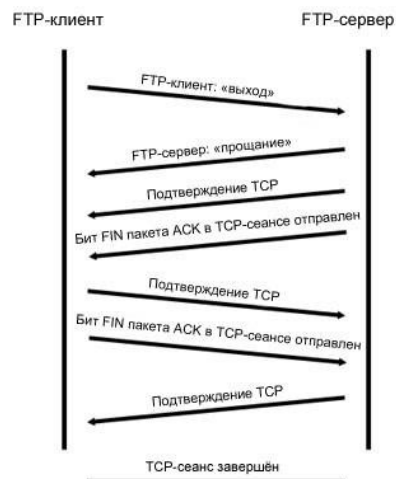 FTP-клиент
FTP-сервер
FTP-клиент: «выход»
FTP-сервер: «прощание»
Подтверждение TCP
Бит FIN пакета ACK в TCP-сеансе отправлен
Подтверждение TCP
Бит FIN пакета ACK в TCP-сеансе отправлен
Подтверждение TCP
TCP-сеанс завершён